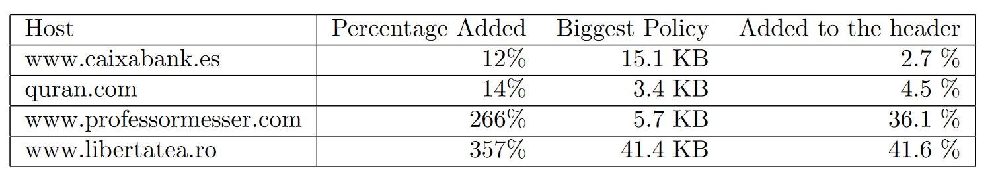 Host Percentage Added Biggest Policy Added to the header
www.caixabank.es 12% 15.1 KB 2.7 %
quran.com 14% 3.4 KB 4.5 %
www.professormesser.com 266% 5.7 KB 36.1 %
www.libertatea.ro 357% 41.4 KB 41.6 %